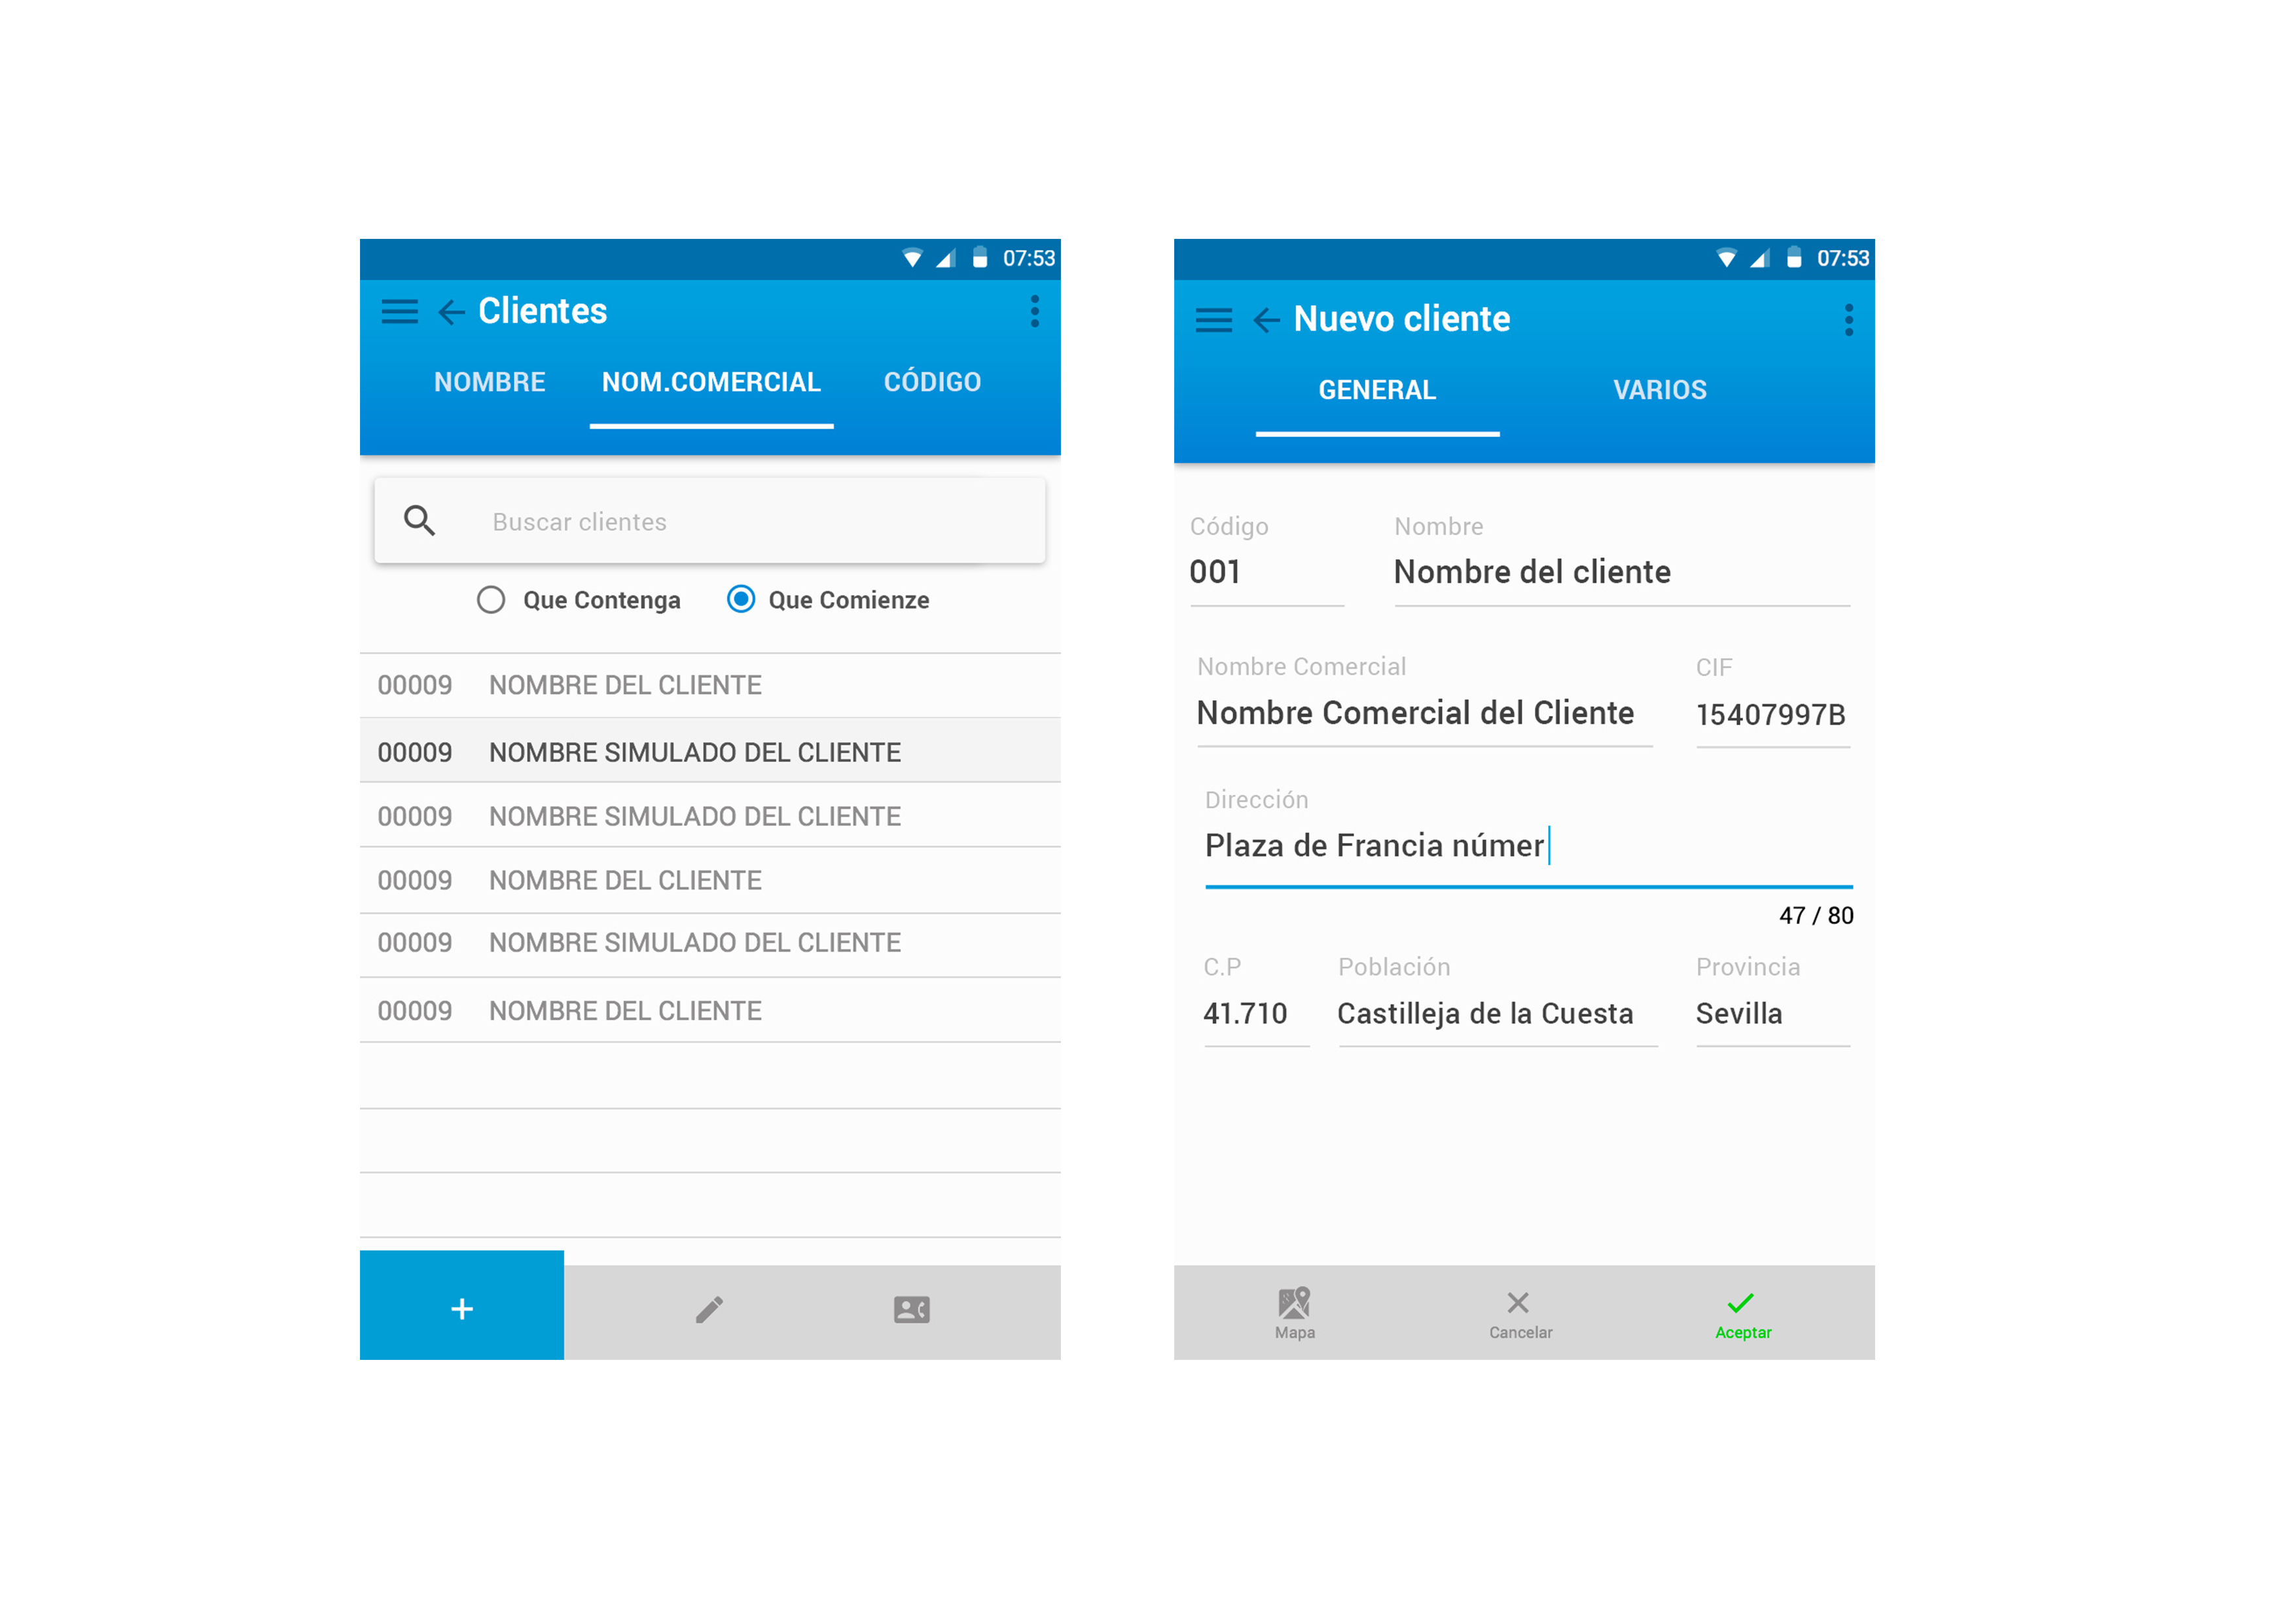 07:53
Clientes
NOMBRE NOM.COMERCIAL CÓDIGO
Buscar clientes
Que Contenga Que Comienze
00009 NOMBRE DEL CLIENTE
00009 NOMBRE SIMULADO DEL CLIENTE
00009 NOMBRE SIMULADO DEL CLIENTE
00009 NOMBRE DEL CLIENTE
00009 NOMBRE SIMULADO DEL CLIENTE
00009 NOMBRE DEL CLIENTE
07:53
Nuevo cliente
GENERAL VARIOS
Código Nombre
001 Nombre del cliente
Nombre Comercial CIF
Nombre Comercial del Cliente 15407997B
Dirección
Plaza de Francia númer
47 / 80
C.P Población Provincia
41.710 Castilleja de la Cuesta Sevilla
Mapa Cancelar Aceptar